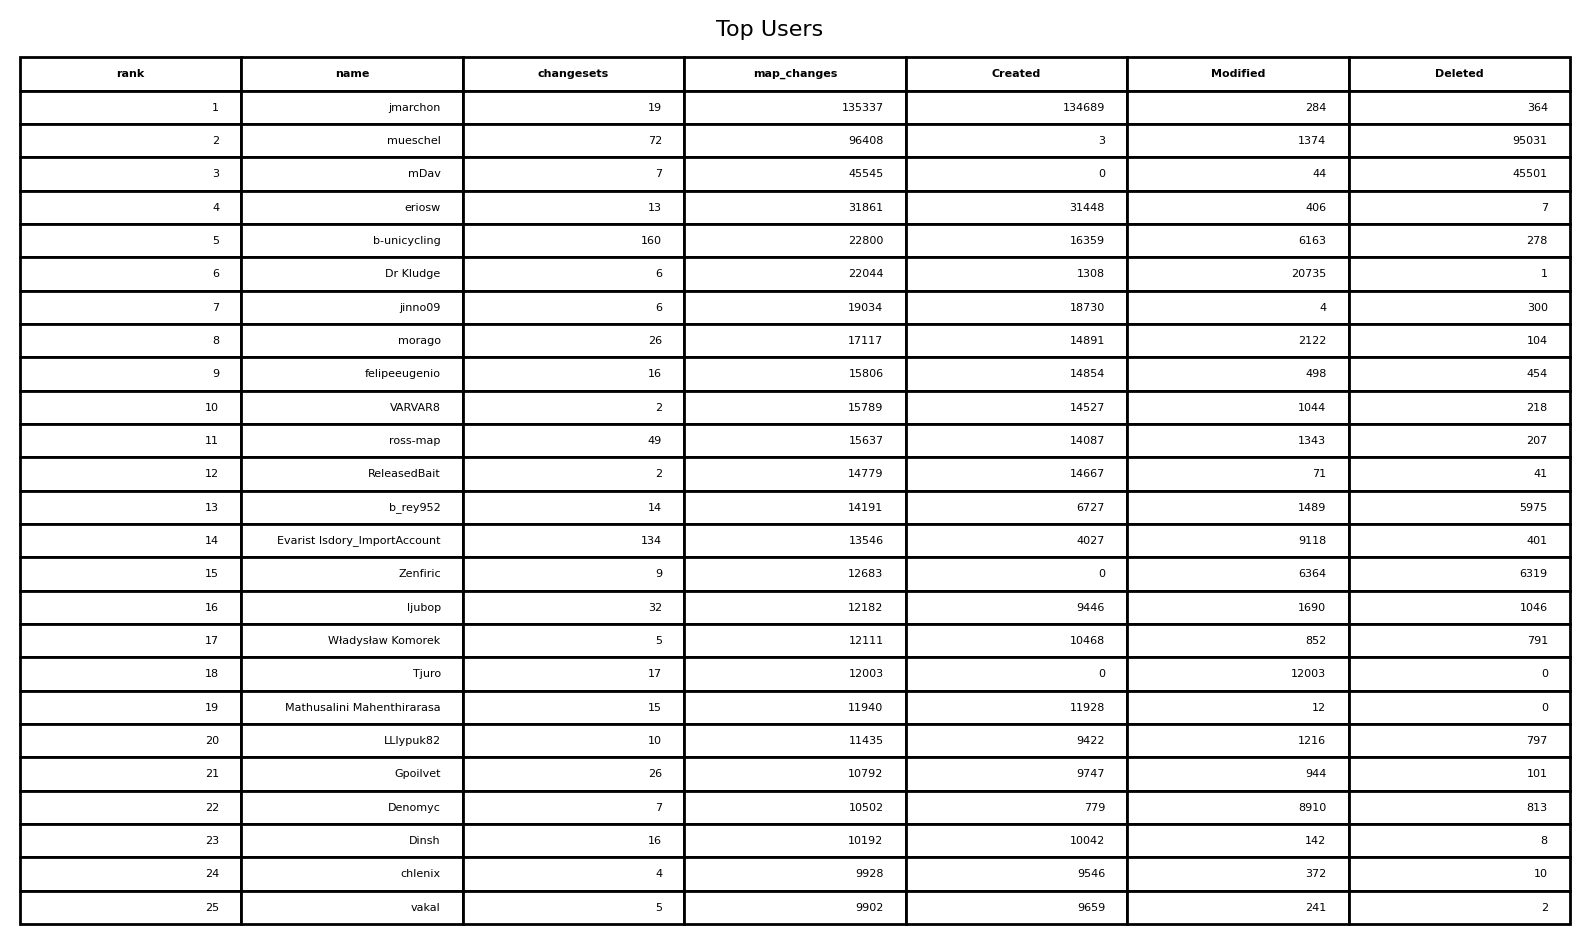 Top Users
rank name changesets map_changes Created Modified Deleted
1 jmarchon 19 135337 134689 284 364
2 mueschel 72 96408 3 1374 95031
3 mDav 7 45545 0 44 45501
4 eriosw 13 31861 31448 406 7
5 b-unicycling 160 22800 16359 6163 278
6 Dr Kludge 6 22044 1308 20735 1
7 jinno09 6 19034 18730 4 300
8 morago 26 17117 14891 2122 104
9 felipeeugenio 16 15806 14854 498 454
10 VARVAR8 2 15789 14527 1044 218
11 ross-map 49 15637 14087 1343 207
12 ReleasedBait 2 14779 14667 71 41
13 b_rey952 14 14191 6727 1489 5975
14 Evarist Isdory_ImportAccount 134 13546 4027 9118 401
15 Zenfiric 9 12683 0 6364 6319
16 ljubop 32 12182 9446 1690 1046
17 Władysław Komorek 5 12111 10468 852 791
18 Tjuro 17 12003 0 12003 0
19 Mathusalini Mahenthirarasa 15 11940 11928 12 0
20 LLlypuk82 10 11435 9422 1216 797
21 Gpoilvet 26 10792 9747 944 101
22 Denomyc 7 10502 779 8910 813
23 Dinsh 16 10192 10042 142 8
24 chlenix 4 9928 9546 372 10
25 vakal 5 9902 9659 241 2